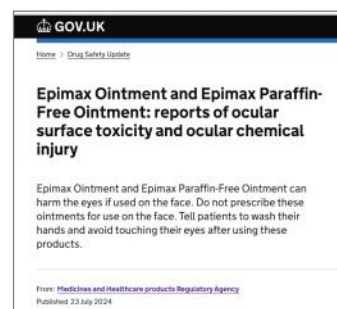 GOV.UK
Home > Drug Safety Update
Epimax Ointment and Epimax Paraffin-
Free Ointment: reports of ocular
surface toxicity and ocular chemical
injury
Epimax Ointment and Epimax Paraffin-Free Ointment can
harm the eyes if used on the face. Do not prescribe these
ointments for use on the face. Tell patients to wash their
hands and avoid touching their eyes after using these
products.
From: Medicines and Healthcare products Regulatory Agency
Published 23 July 2024